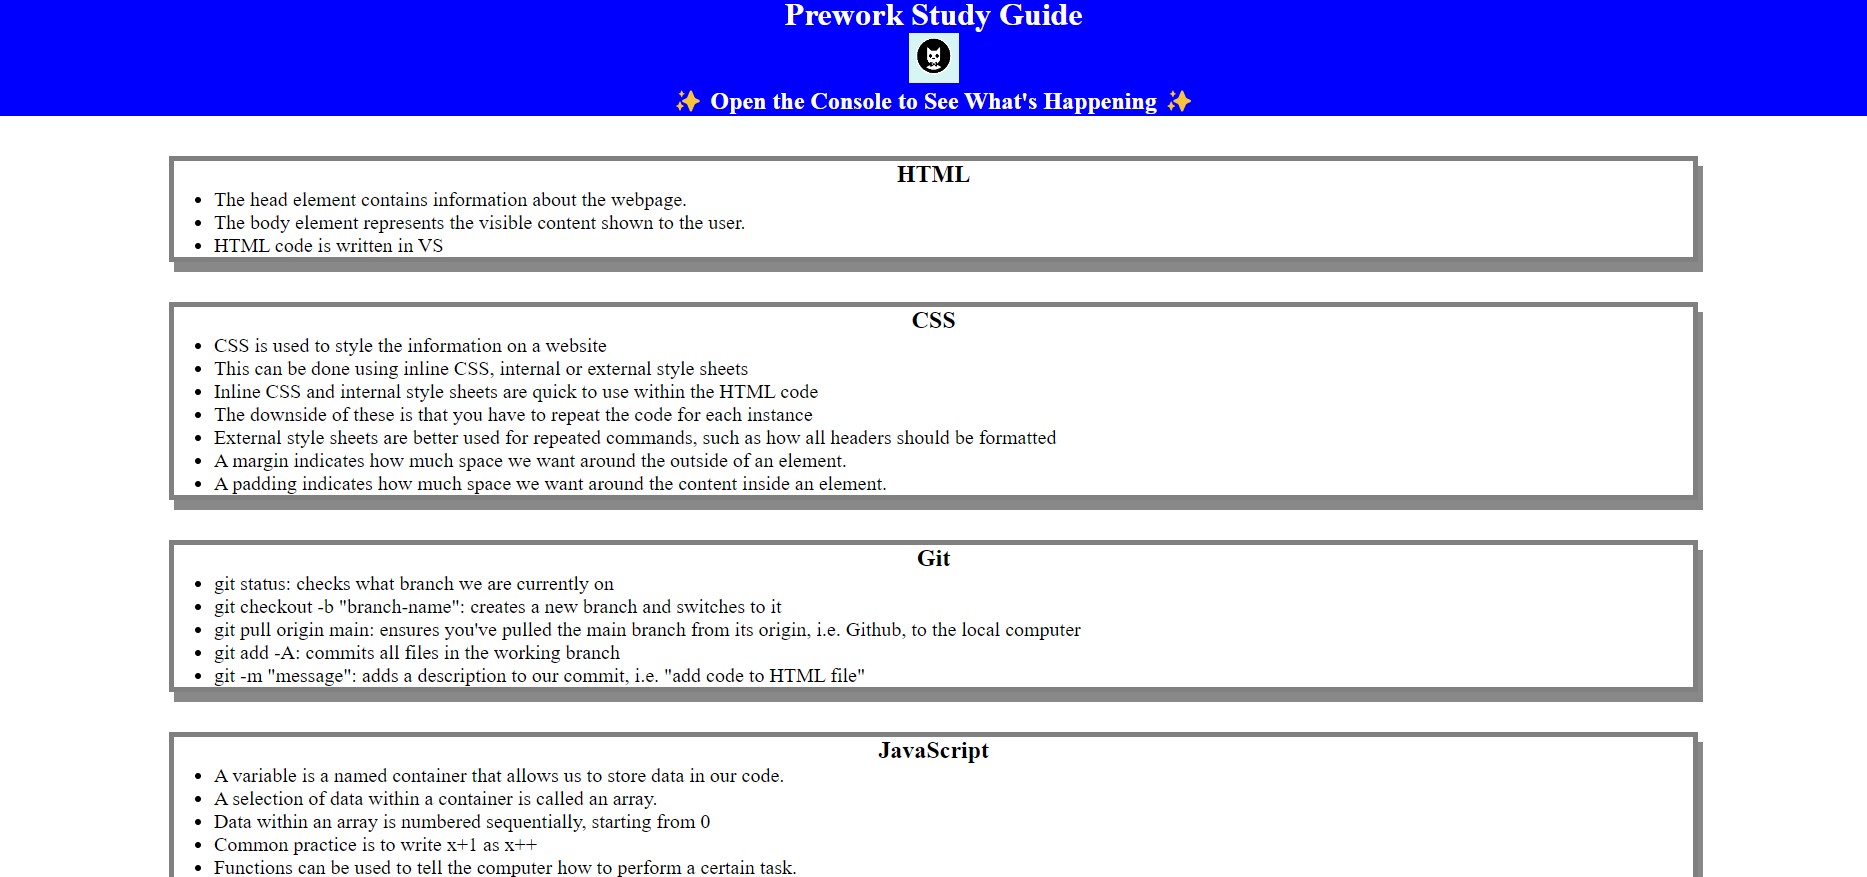 Prework Study Guide
✨ Open the Console to See What's Happening ✨
HTML
• The head element contains information about the webpage.
• The body element represents the visible content shown to the user.
• HTML code is written in VS
CSS
• CSS is used to style the information on a website
• This can be done using inline CSS, internal or external style sheets
• Inline CSS and internal style sheets are quick to use within the HTML code
• The downside of these is that you have to repeat the code for each instance
• External style sheets are better used for repeated commands, such as how all headers should be formatted
• A margin indicates how much space we want around the outside of an element.
• A padding indicates how much space we want around the content inside an element.
Git
• git status: checks what branch we are currently on
• git checkout -b "branch-name": creates a new branch and switches to it
• git pull origin main: ensures you've pulled the main branch from its origin, i.e. Github, to the local computer
• git add -A: commits all files in the working branch
• git -m "message": adds a description to our commit, i.e. "add code to HTML file"
JavaScript
• A variable is a named container that allows us to store data in our code.
• A selection of data within a container is called an array.
• Data within an array is numbered sequentially, starting from 0
• Common practice is to write x+1 as x++
• Functions can be used to tell the computer how to perform a certain task.